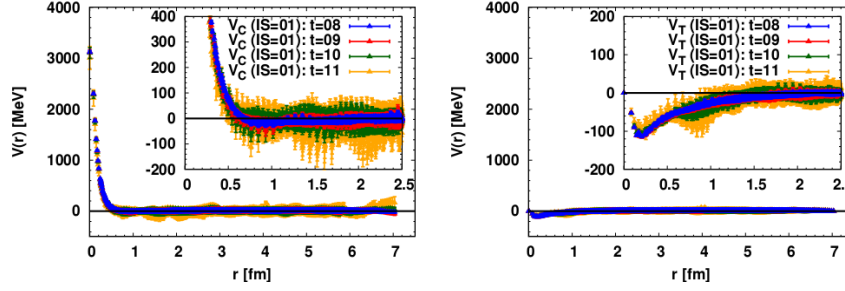 V(r) [MeV]
4000
3000
2000
1000
0
0 1 2 3 4 5 6 7
r [fm]
400
300
200
100
0
-100
-200
0 0.5 1 1.5 2 2.5
V_C (IS=01): t=08
V_C (IS=01): t=09
V_C (IS=01): t=10
V_C (IS=01): t=11
V(r) [MeV]
4000
3000
2000
1000
0
0 1 2 3 4 5 6 7
r [fm]
200
100
0
-100
-200
0 0.5 1 1.5 2 2.
V_T (IS=01): t=08
V_T (IS=01): t=09
V_T (IS=01): t=10
V_T (IS=01): t=11